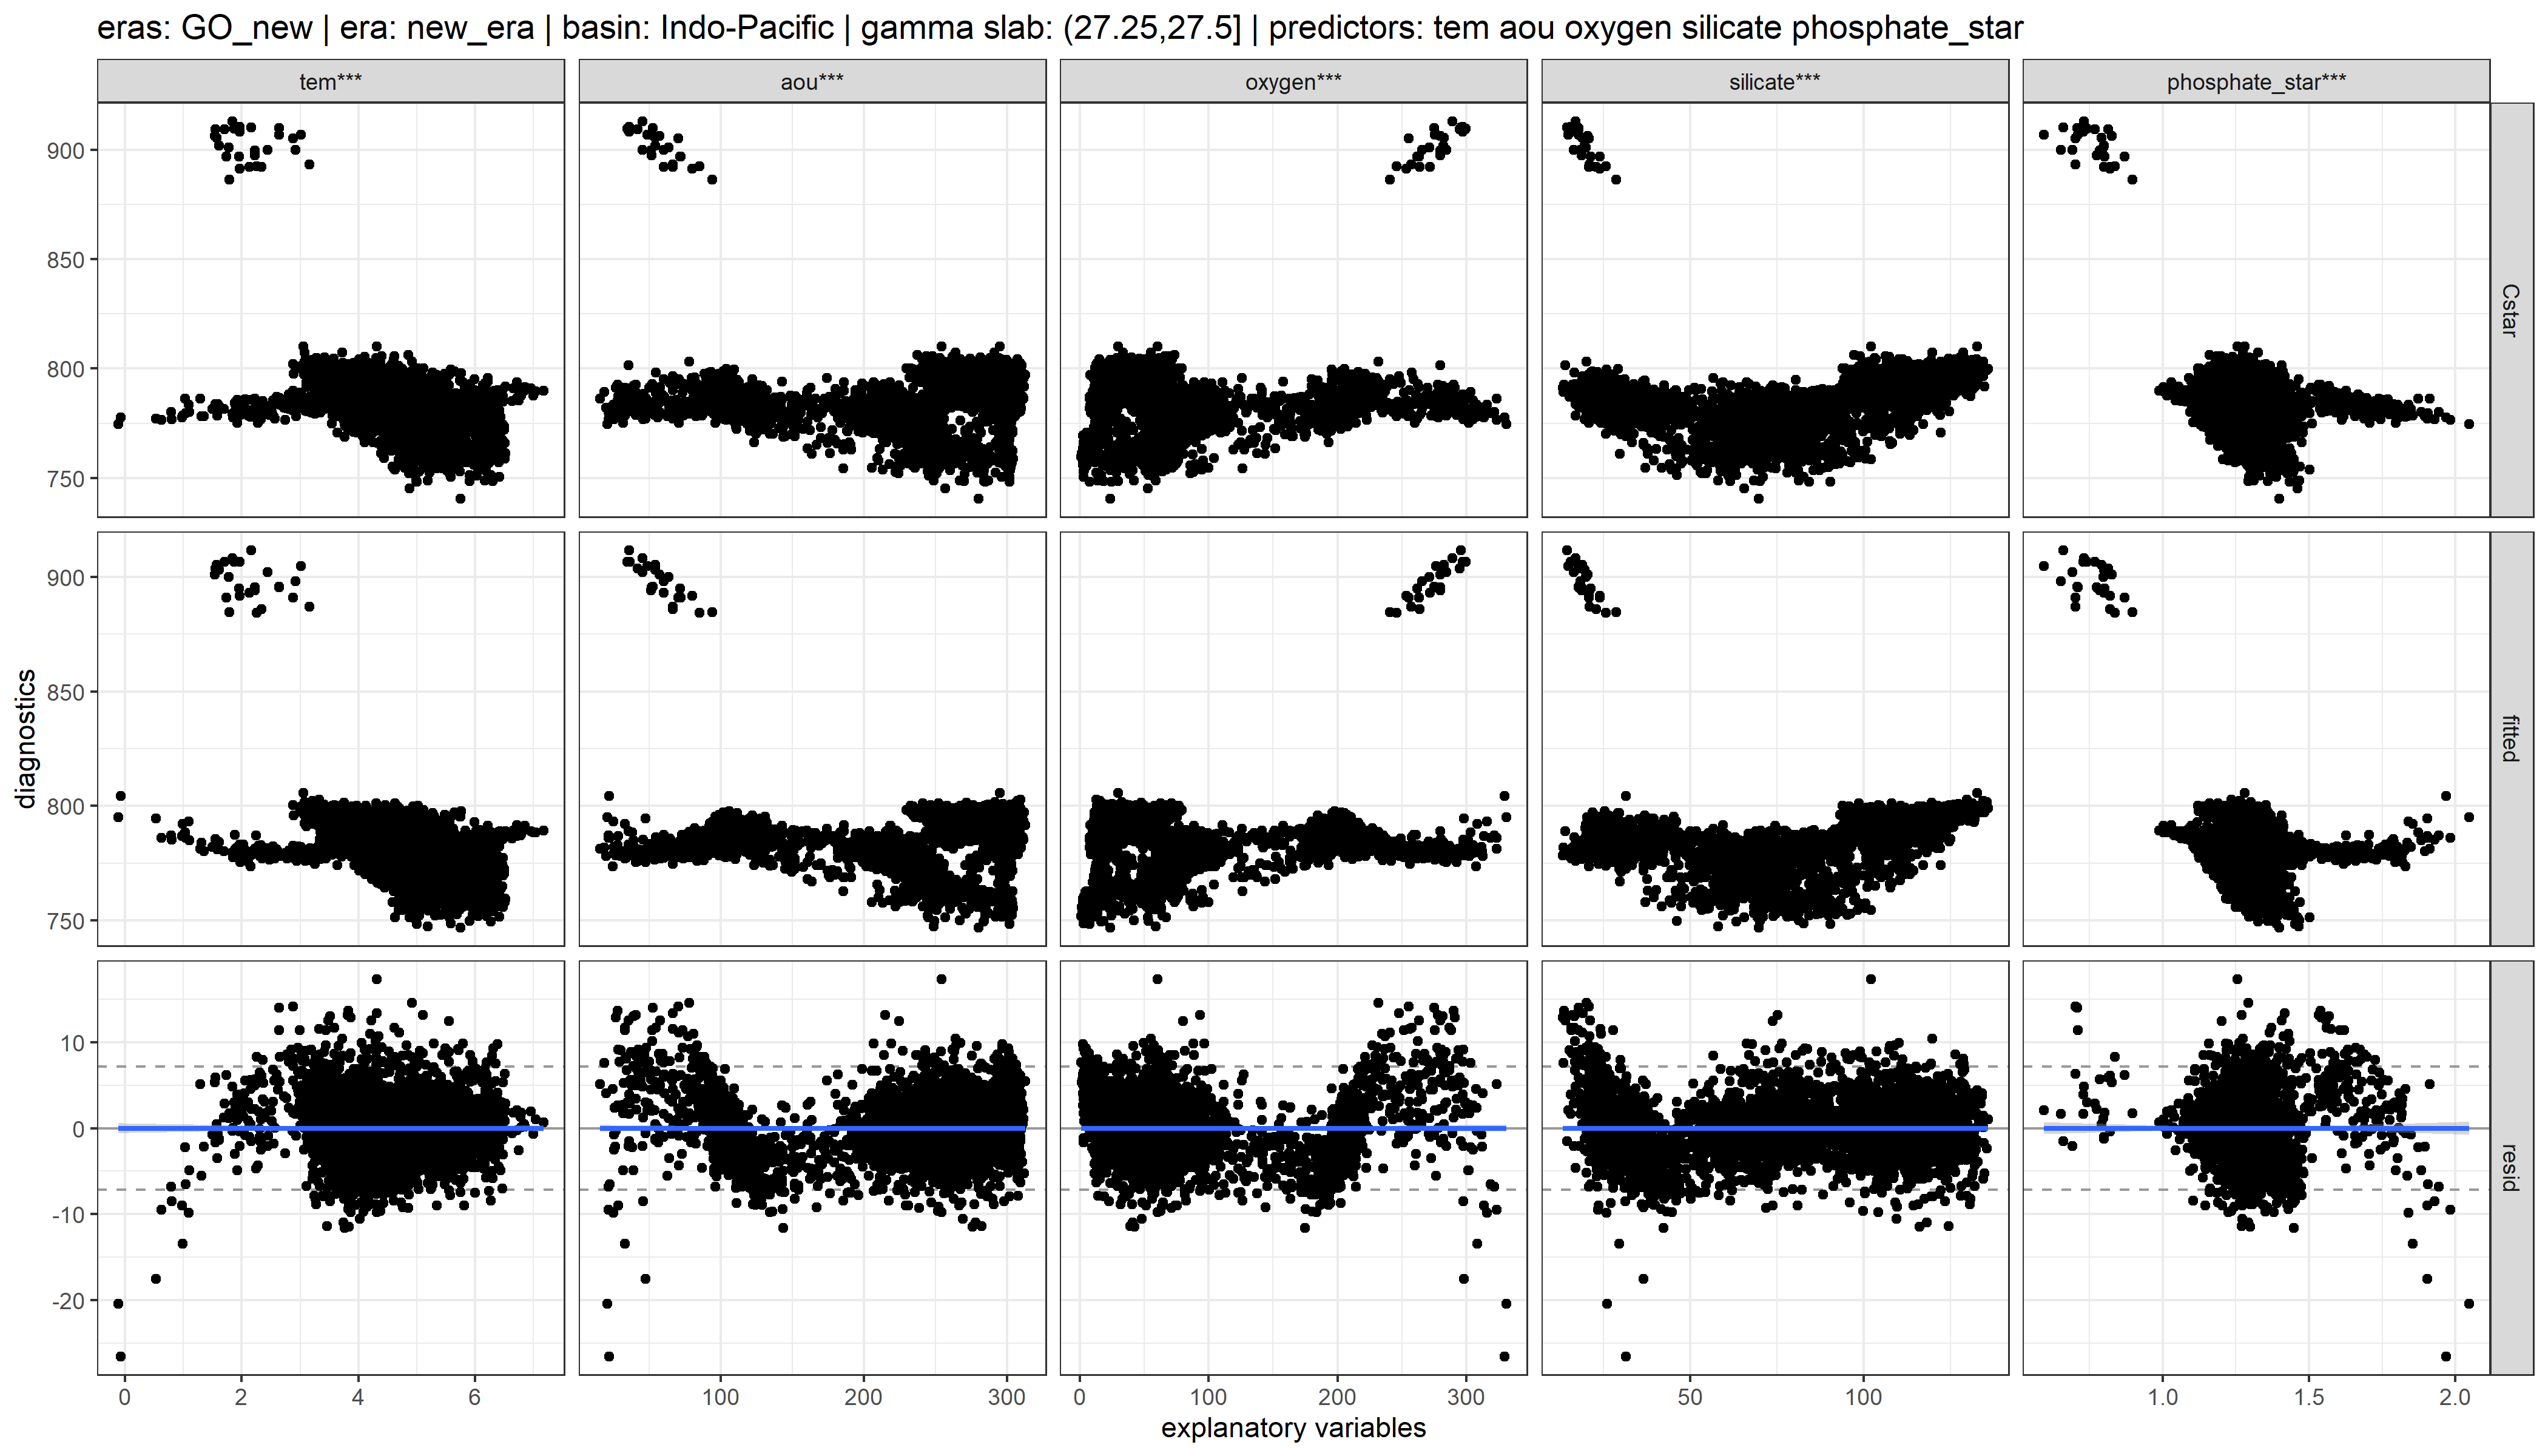 eras: GO_new | era: new_era | basin: Indo-Pacific | gamma slab: (27.25,27.5] | predictors: tem aou oxygen silicate phosphate_star
tem*** aou*** oxygen*** silicate*** phosphate_star***
900
850
800
750
Cstar
900
850
800
750
fitted
10
0
-10
-20
resid
diagnostics
0 2 4 6 100 200 300 0 100 200 300 50 100 1.0 1.5 2.0
explanatory variables